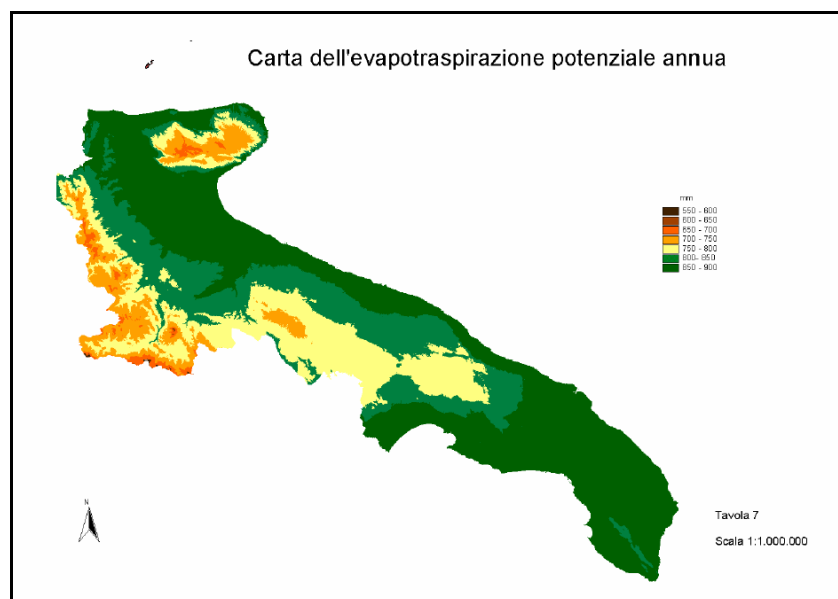 Carta dell'evapotraspirazione potenziale annua
mm
550 - 600
600 - 650
650 - 700
700 - 750
750 - 800
800- 850
850 - 900
N
Tavola 7
Scala 1:1.000.000